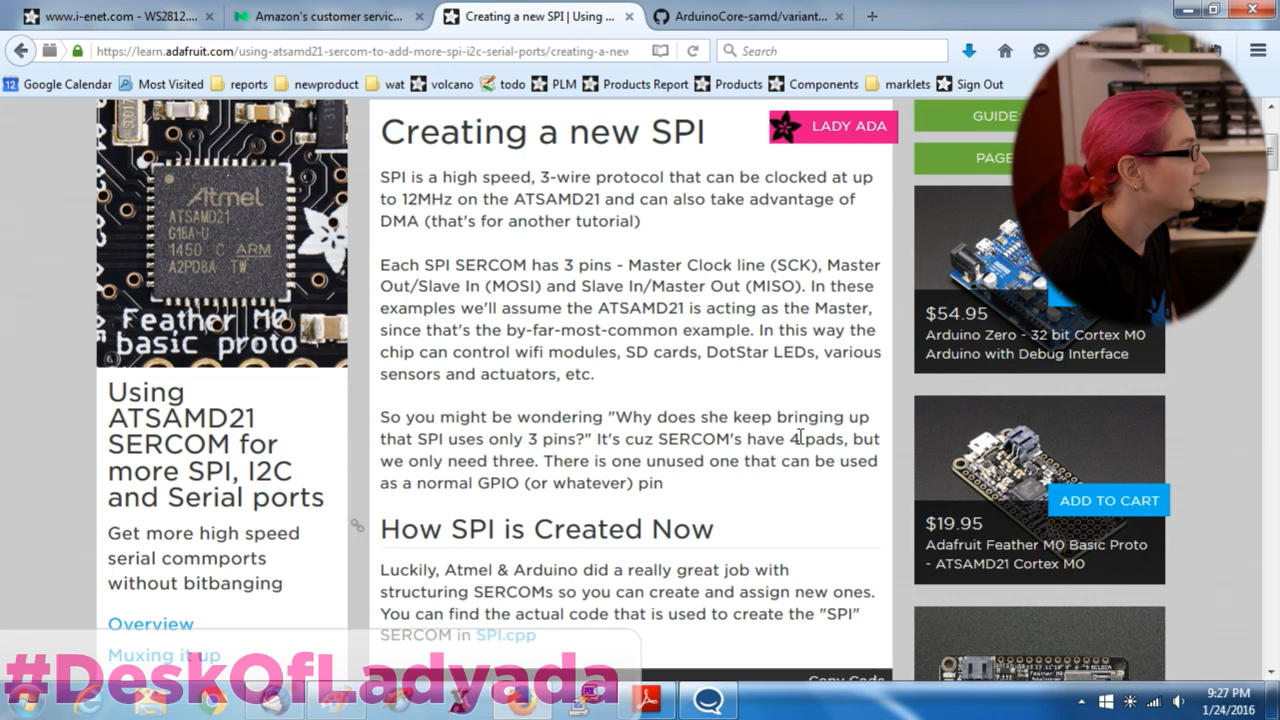 www.i-enet.com - WS2812....
Amazon's customer servic...
Creating a new SPI | Using ...
ArduinoCore-samd/variant...
https://learn.adafruit.com/using-atsamd21-sercom-to-add-more-spi-i2c-serial-ports/creating-a-new
Search
12 Google Calendar
Most Visited
reports
newproduct
wat
volcano
todo
PLM
Products Report
Products
Components
marklets
Sign Out
Atmel
ATSAMD21
G18A-U
1450 C ARM
A2PD8A TW
Feather M0
basic proto
Using
ATSAMD21
SERCOM for
more SPI, I2C
and Serial ports
Get more high speed
serial commports
without bitbanging
Overview
Muxing it up
Creating a new SPI
LADY ADA
SPI is a high speed, 3-wire protocol that can be clocked at up
to 12MHz on the ATSAMD21 and can also take advantage of
DMA (that's for another tutorial)
Each SPI SERCOM has 3 pins - Master Clock line (SCK), Master
Out/Slave In (MOSI) and Slave In/Master Out (MISO). In these
examples we'll assume the ATSAMD21 is acting as the Master,
since that's the by-far-most-common example. In this way the
chip can control wifi modules, SD cards, DotStar LEDs, various
sensors and actuators, etc.
So you might be wondering "Why does she keep bringing up
that SPI uses only 3 pins?" It's cuz SERCOM's have 4 pads, but
we only need three. There is one unused one that can be used
as a normal GPIO (or whatever) pin
How SPI is Created Now
Luckily, Atmel & Arduino did a really great job with
structuring SERCOMs so you can create and assign new ones.
You can find the actual code that is used to create the "SPI"
SERCOM in SPI.cpp
Copy Code
GUIDE
PAGE
$54.95
Arduino Zero - 32 bit Cortex M0
Arduino with Debug Interface
ADD TO CART
$19.95
Adafruit Feather M0 Basic Proto
- ATSAMD21 Cortex M0
#DeskOfLadyada
9:27 PM
1/24/2016